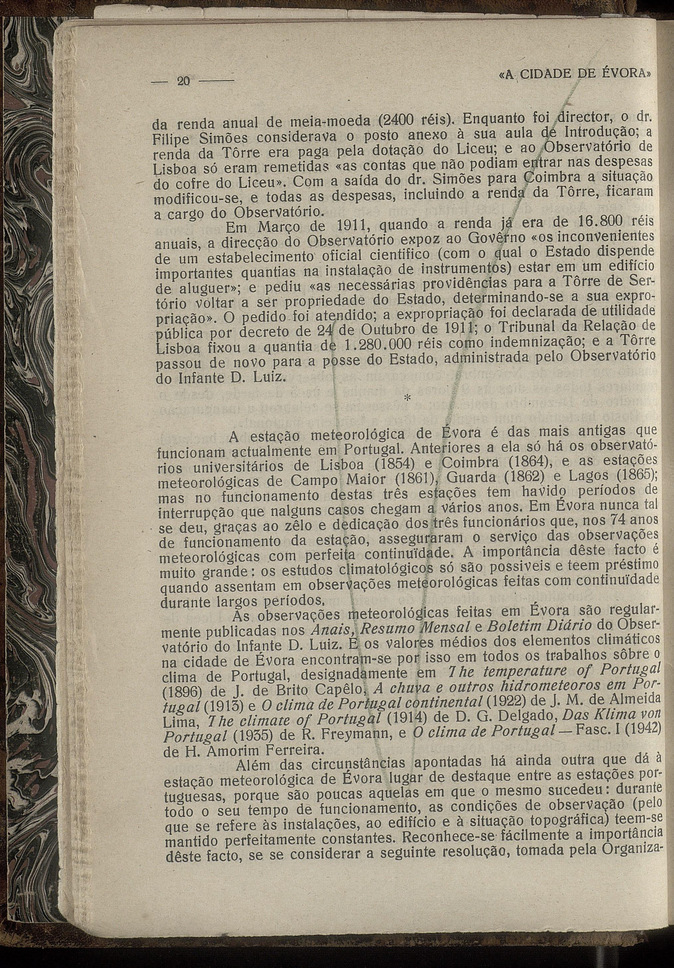 — 20 —— «A CIDADE DE ÉVORA»
da renda anual de meia-moeda (2400 réis). Enquanto foi director, o dr.
Filipe Simões considerava o posto anexo à sua aula de Introdução; a
renda da Tôrre era paga pela dotação do Liceu; e ao Observatório de
Lisboa só eram remetidas «as contas que não podiam entrar nas despesas
do cofre do Liceu». Com a saída do dr. Simões para Coimbra a situação
modificou-se, e todas as despesas, incluindo a renda da Tôrre, ficaram
a cargo do Observatório.
Em Março de 1911, quando a renda já era de 16.800 réis
anuais, a direcção do Observatório expoz ao Govêrno «os inconvenientes
de um estabelecimento oficial cientifico (com o qual o Estado dispende
importantes quantias na instalação de instrumentos) estar em um edifício
de aluguer»; e pediu «as necessárias providências para a Tôrre de Ser-
tório voltar a ser propriedade do Estado, determinando-se a sua expro-
priação». O pedido foi atendido; a expropriação foi declarada de utilidade
pública por decreto de 24 de Outubro de 1911; o Tribunal da Relação de
Lisboa fixou a quantia de 1.280.000 réis como indemnização; e a Tôrre
passou de novo para a posse do Estado, administrada pelo Observatório
do Infante D. Luiz.
*
A estação meteorológica de Évora é das mais antigas que
funcionam actualmente em Portugal. Anteriores a ela só há os observató-
rios universitários de Lisboa (1854) e Coimbra (1864), e as estações
meteorológicas de Campo Maior (1861), Guarda (1862) e Lagos (1865);
mas no funcionamento destas três estações tem havido períodos de
interrupção que nalguns casos chegam a vários anos. Em Évora nunca tal
se deu, graças ao zêlo e dedicação dos três funcionários que, nos 74 anos
de funcionamento da estação, asseguraram o serviço das observações
meteorológicas com perfeita continuïdade. A importância dêste facto é
muito grande: os estudos climatológicos só são possiveis e teem préstimo
quando assentam em observações meteorológicas feitas com continuïdade
durante largos períodos.
As observações meteorológicas feitas em Évora são regular-
mente publicadas nos Anais, Resumo Mensal e Boletim Diário do Obser-
vatório do Infante D. Luiz. E os valores médios dos elementos climáticos
na cidade de Évora encontram-se por isso em todos os trabalhos sôbre o
clima de Portugal, designadamente em The temperature of Portugal
(1896) de J. de Brito Capêlo, A chuva e outros hidrometeoros em Por-
tugal (1913) e O clima de Portugal continental (1922) de J. M. de Almeida
Lima, The climate of Portugal (1914) de D. G. Delgado, Das Klima von
Portugal (1935) de R. Freymann, e O clima de Portugal — Fasc. I (1942)
de H. Amorim Ferreira.
Além das circunstâncias apontadas há ainda outra que dá à
estação meteorológica de Évora lugar de destaque entre as estações por-
tuguesas, porque são poucas aquelas em que o mesmo sucedeu: durante
todo o seu tempo de funcionamento, as condições de observação (pelo
que se refere às instalações, ao edifício e à situação topográfica) teem-se
mantido perfeitamente constantes. Reconhece-se fácilmente a importância
dêste facto, se se considerar a seguinte resolução, tomada pela Organiza-